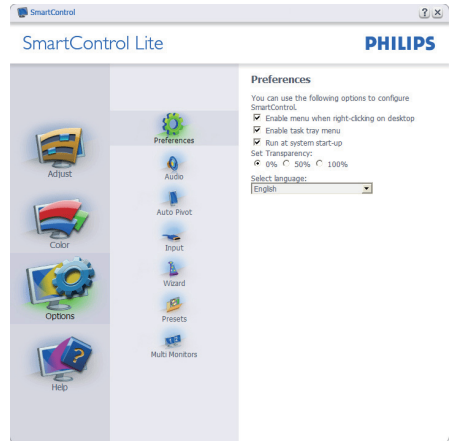 SmartControl
SmartControl Lite
PHILIPS
Adjust
Color
Options
Help
Preferences
Audio
Auto Pivot
Input
Wizard
Presets
Multi Monitors
Preferences
You can use the following options to configure
SmartControl.
Enable menu when right-clicking on desktop
Enable task tray menu
Run at system start-up
Set Transparency:
0% 50% 100%
Select language:
English